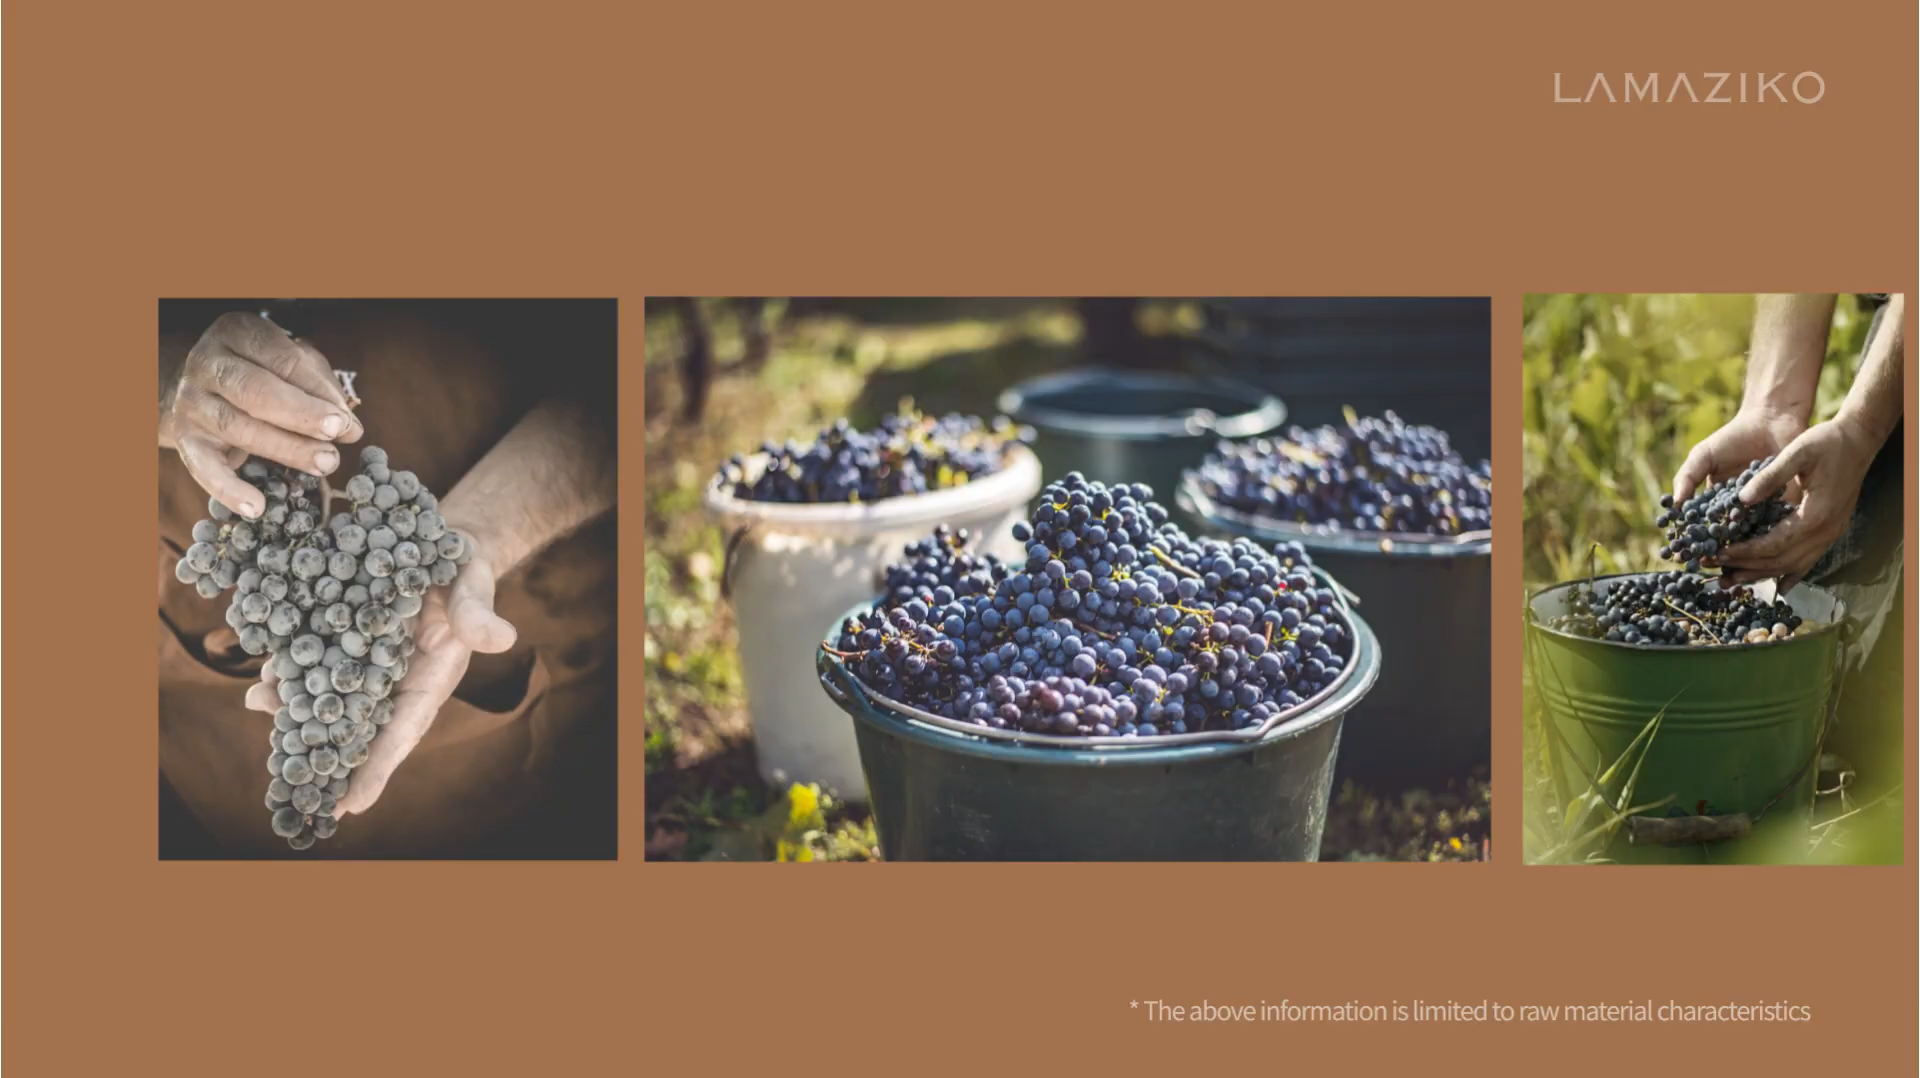 LAMAZIKO
* The above information is limited to raw material characteristics